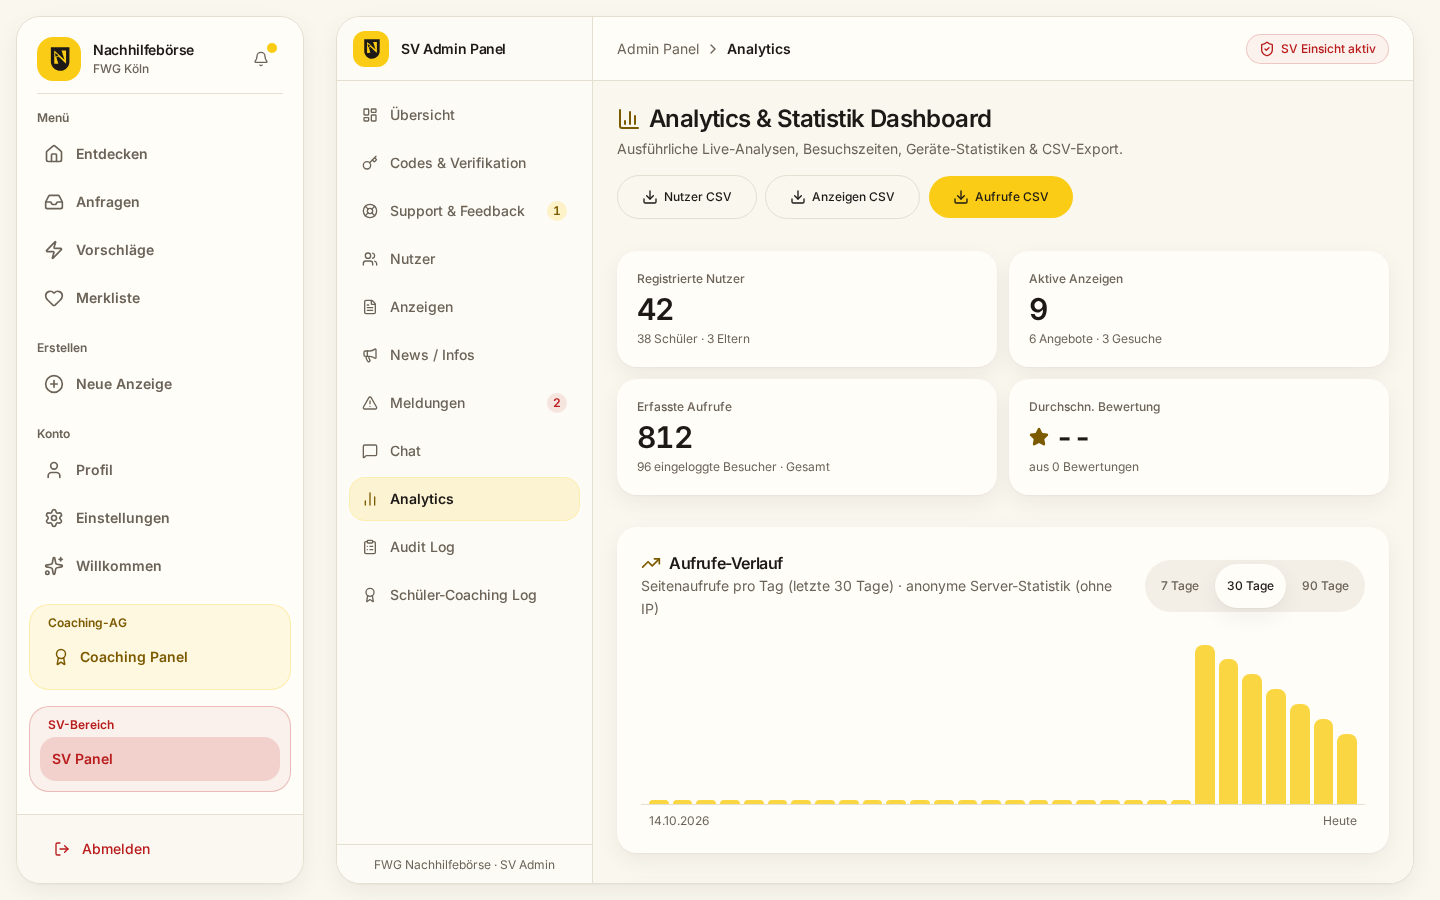 Nachhilfebörse
FWG Köln
Menü
Entdecken
Anfragen
Vorschläge
Merkliste
Erstellen
Neue Anzeige
Konto
Profil
Einstellungen
Willkommen
Coaching-AG
Coaching Panel
SV-Bereich
SV Panel
Abmelden
SV Admin Panel
Übersicht
Codes & Verifikation
Support & Feedback 1
Nutzer
Anzeigen
News / Infos
Meldungen 2
Chat
Analytics
Audit Log
Schüler-Coaching Log
FWG Nachhilfebörse · SV Admin
Admin Panel > Analytics
SV Einsicht aktiv
Analytics & Statistik Dashboard
Ausführliche Live-Analysen, Besuchszeiten, Geräte-Statistiken & CSV-Export.
Nutzer CSV
Anzeigen CSV
Aufrufe CSV
Registrierte Nutzer
42
38 Schüler · 3 Eltern
Aktive Anzeigen
9
6 Angebote · 3 Gesuche
Erfasste Aufrufe
812
96 eingeloggte Besucher · Gesamt
Durchschn. Bewertung
--
aus 0 Bewertungen
Aufrufe-Verlauf
Seitenaufrufe pro Tag (letzte 30 Tage) · anonyme Server-Statistik (ohne
IP)
7 Tage
30 Tage
90 Tage
14.10.2026
Heute